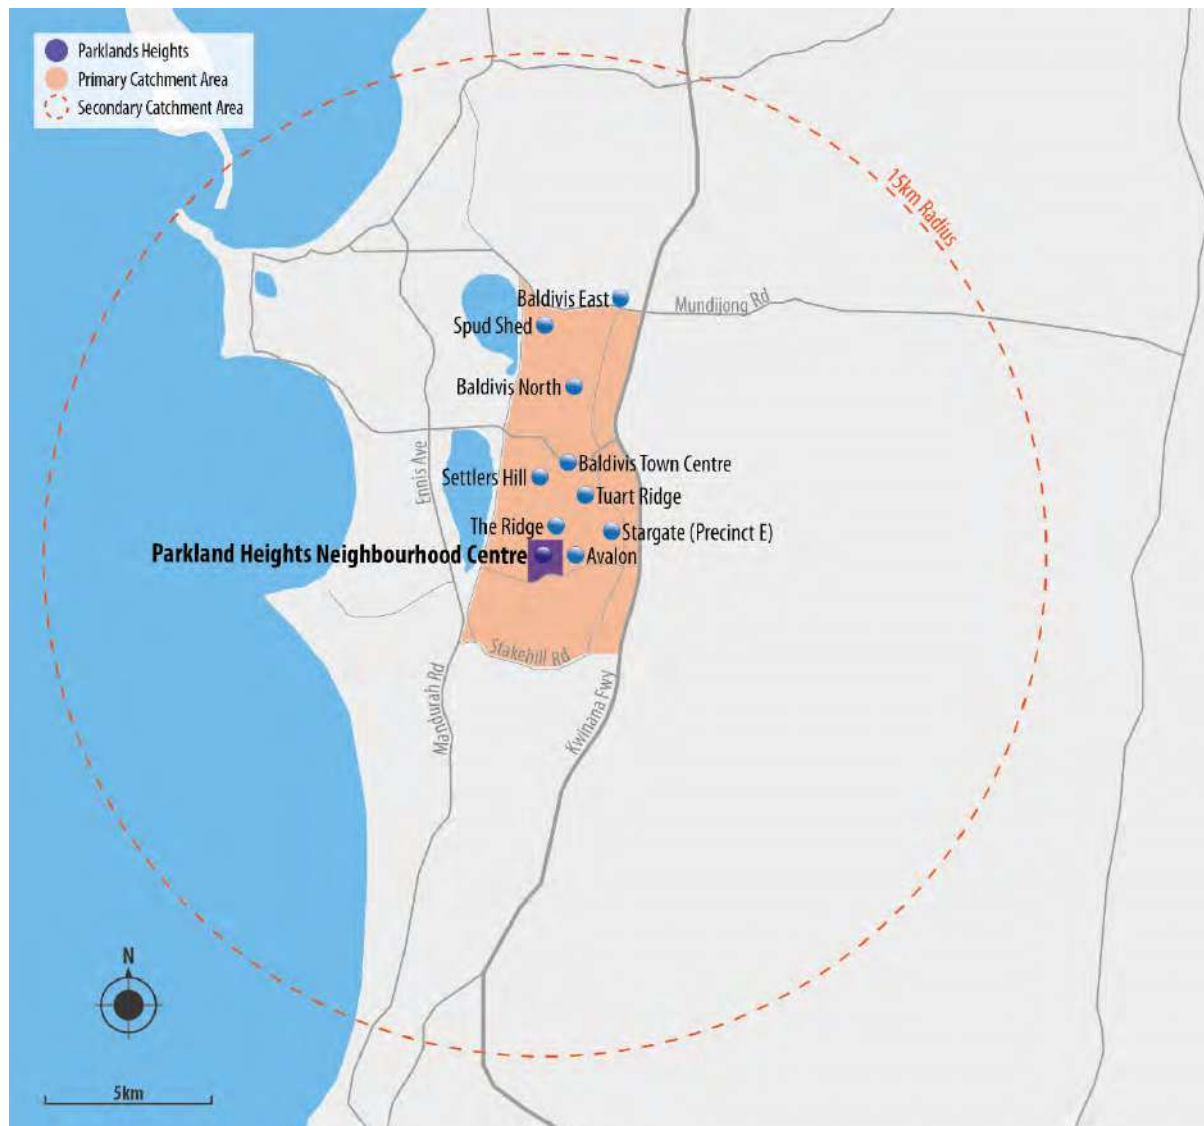 Parklands Heights
Primary Catchment Area
Secondary Catchment Area
15km Radius
Baldivis East
Mundijong Rd
Spud Shed
Baldivis North
Ennis Ave
Baldivis Town Centre
Settlers Hill
Tuart Ridge
The Ridge
Stargate (Precinct E)
Parkland Heights Neighbourhood Centre
Avalon
Stakehill Rd
Mandurah Rd
Kwinana Fwy
N
5km